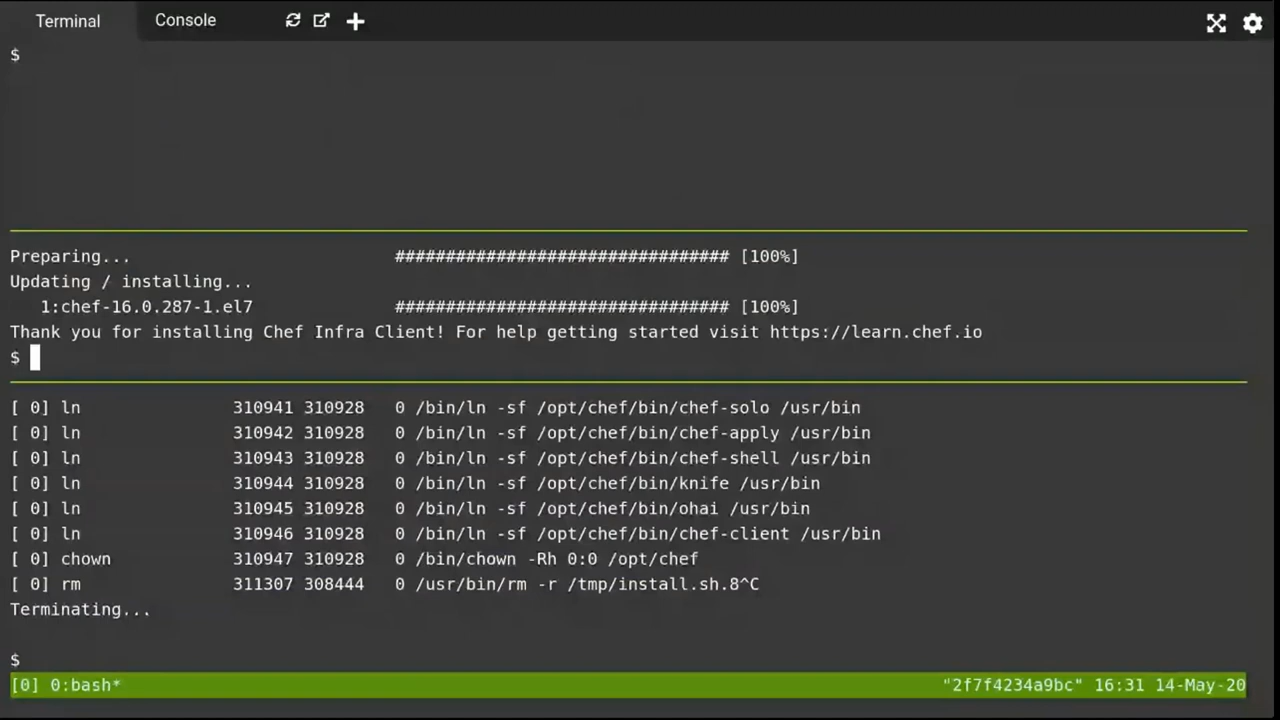 Terminal Console
$
Preparing... ################################# [100%]
Updating / installing...
1:chef-16.0.287-1.el7 ################################# [100%]
Thank you for installing Chef Infra Client! For help getting started visit https://learn.chef.io
$
[ 0] ln 310941 310928 0 /bin/ln -sf /opt/chef/bin/chef-solo /usr/bin
[ 0] ln 310942 310928 0 /bin/ln -sf /opt/chef/bin/chef-apply /usr/bin
[ 0] ln 310943 310928 0 /bin/ln -sf /opt/chef/bin/chef-shell /usr/bin
[ 0] ln 310944 310928 0 /bin/ln -sf /opt/chef/bin/knife /usr/bin
[ 0] ln 310945 310928 0 /bin/ln -sf /opt/chef/bin/ohai /usr/bin
[ 0] ln 310946 310928 0 /bin/ln -sf /opt/chef/bin/chef-client /usr/bin
[ 0] chown 310947 310928 0 /bin/chown -Rh 0:0 /opt/chef
[ 0] rm 311307 308444 0 /usr/bin/rm -r /tmp/install.sh.8^C
Terminating...
$
[0] 0:bash* "2f7f4234a9bc" 16:31 14-May-20